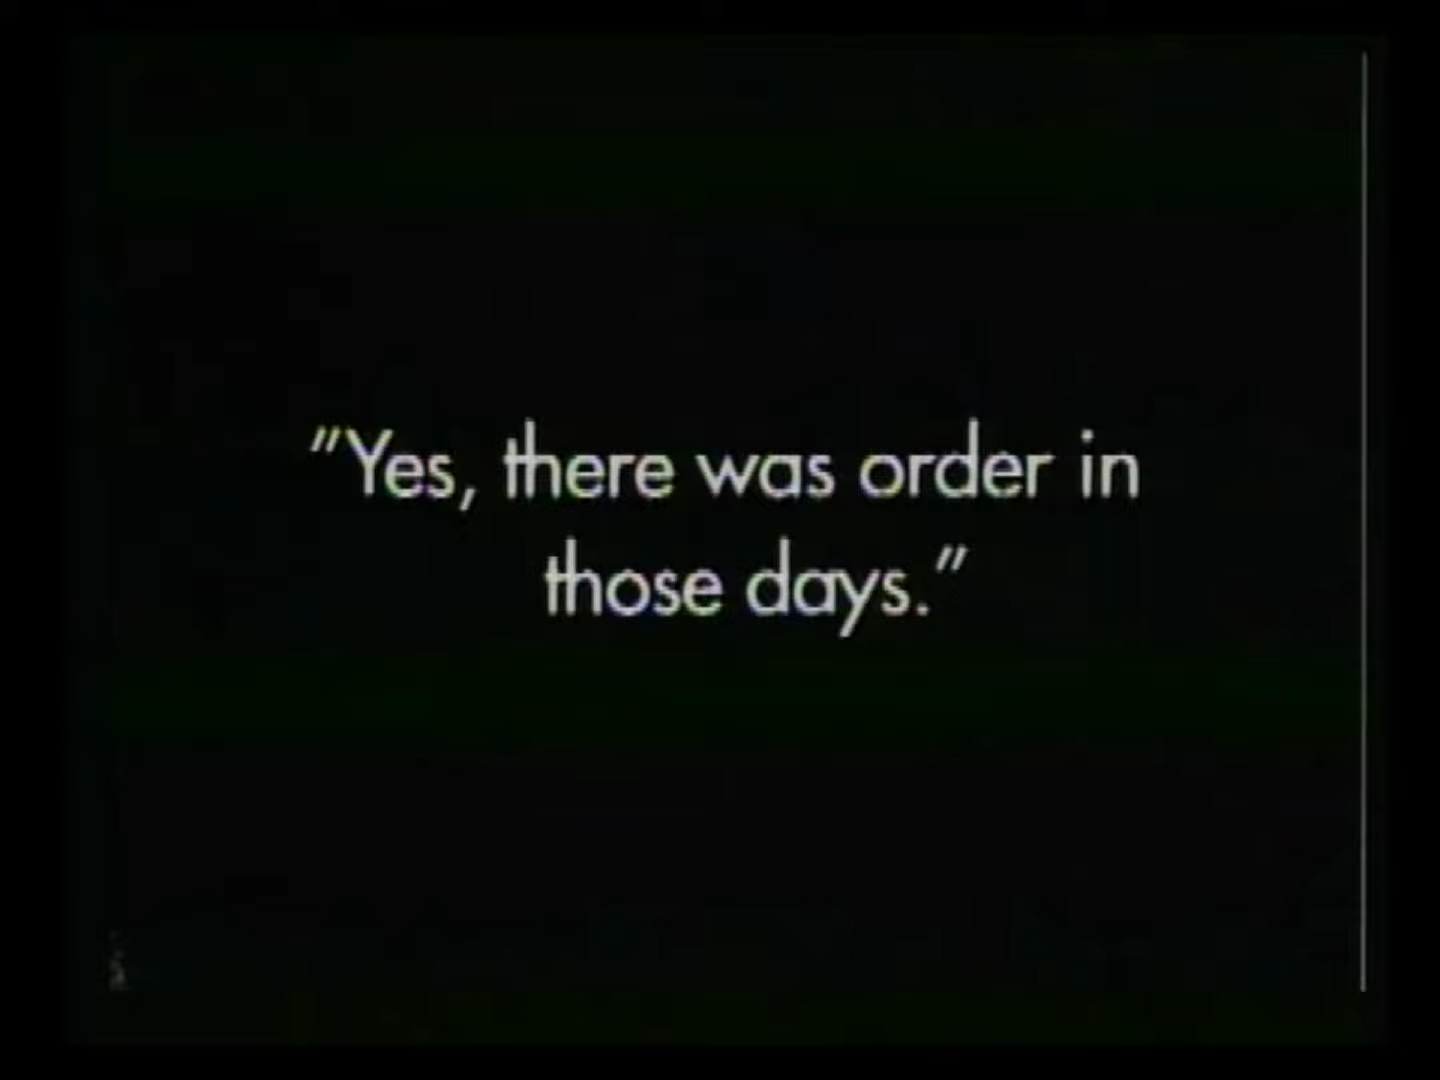 "Yes, there was order in
those days."